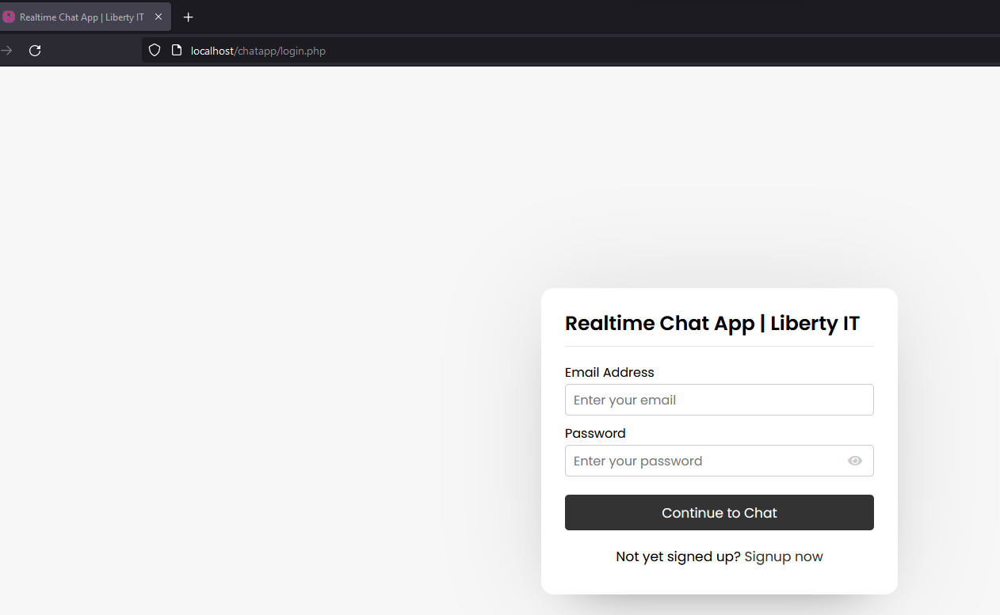 Realtime Chat App | Liberty IT
localhost/chatapp/login.php
Realtime Chat App | Liberty IT
Email Address
Enter your email
Password
Enter your password
Continue to Chat
Not yet signed up? Signup now